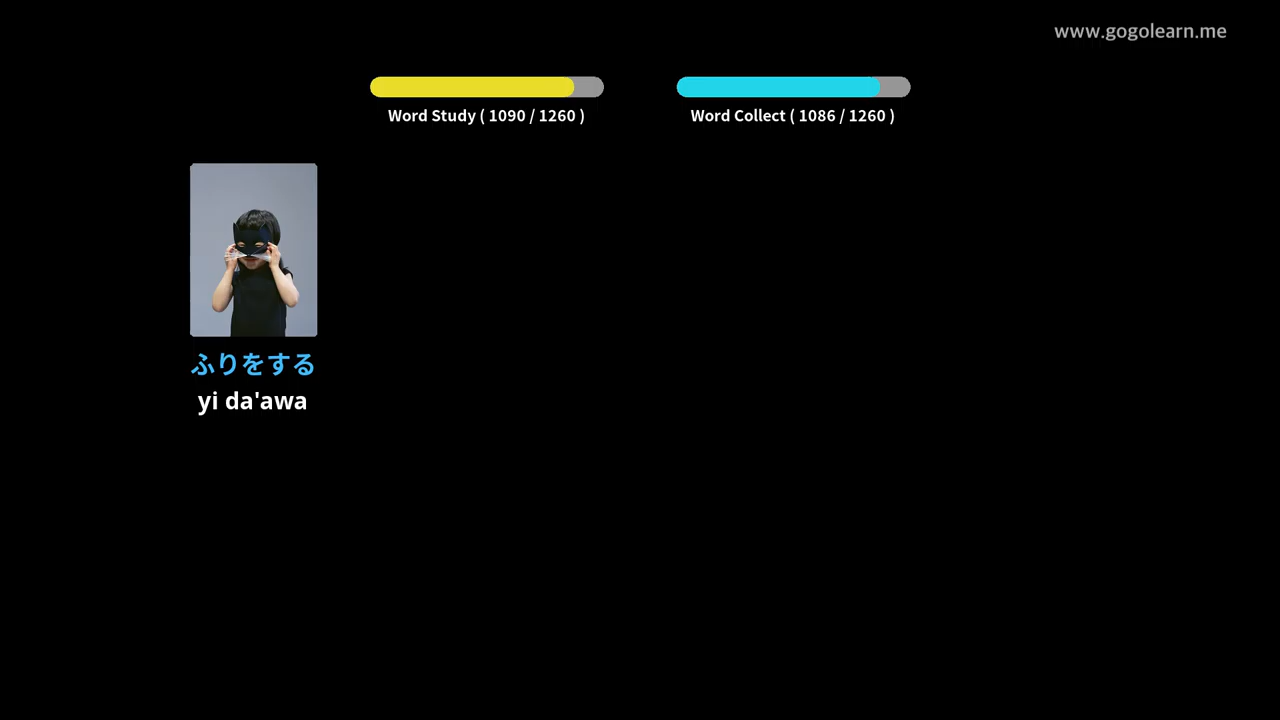 www.gogolearn.me
Word Study ( 1090 / 1260 )
Word Collect ( 1086 / 1260 )
ふりをする
yi da'awa